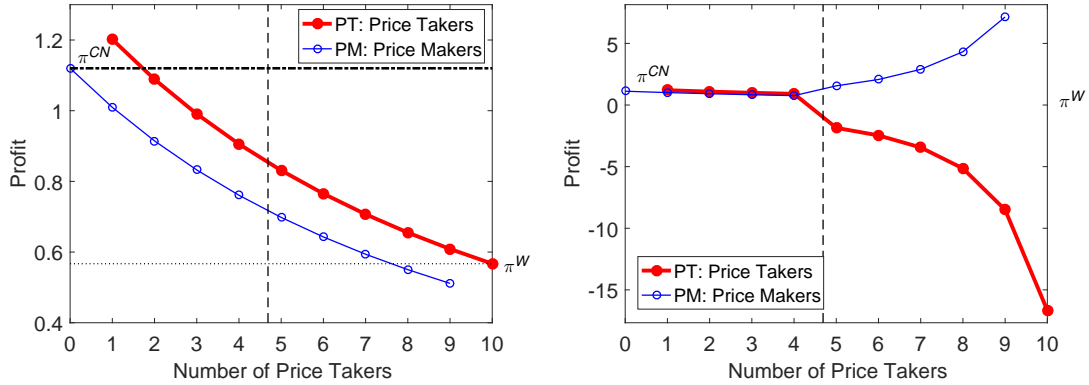 PT: Price Takers
PM: Price Makers
π^CN
π^W
Profit
1.2
1
0.8
0.6
0.4
0 1 2 3 4 5 6 7 8 9 10
Number of Price Takers
π^CN
π^W
Profit
5
0
-5
-10
-15
PT: Price Takers
PM: Price Makers
0 1 2 3 4 5 6 7 8 9 10
Number of Price Takers